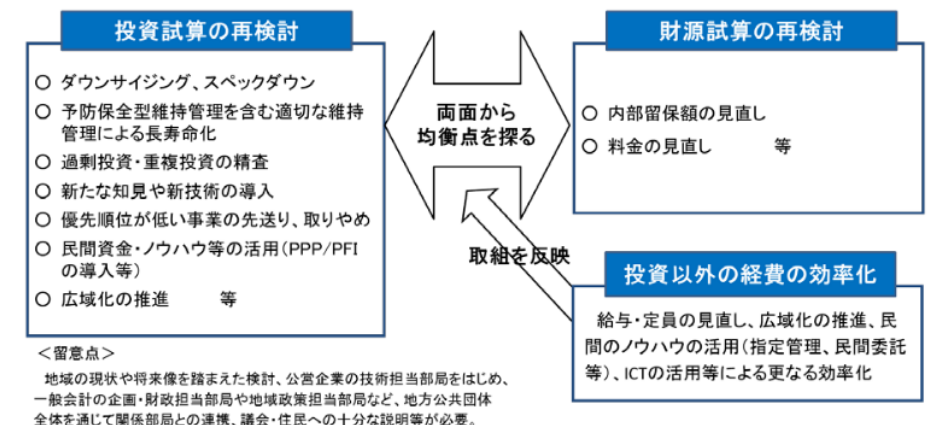 投資試算の再検討
○ ダウンサイジング、スペックダウン
○ 予防保全型維持管理を含む適切な維持
管理による長寿命化
○ 過剰投資・重複投資の精査
○ 新たな知見や新技術の導入
○ 優先順位が低い事業の先送り、取りやめ
○ 民間資金・ノウハウ等の活用(PPP/PFI
の導入等)
○ 広域化の推進　　等
両面から
均衡点を探る
財源試算の再検討
○ 内部留保額の見直し
○ 料金の見直し　　　等
取組を反映
投資以外の経費の効率化
給与・定員の見直し、広域化の推進、民
間のノウハウの活用(指定管理、民間委託
等)、ICTの活用等による更なる効率化
＜留意点＞
地域の現状や将来像を踏まえた検討、公営企業の技術担当部局をはじめ、
一般会計の企画・財政担当部局や地域政策担当部局など、地方公共団体
全体を通じて関係部局との連携、議会・住民への十分な説明等が必要。